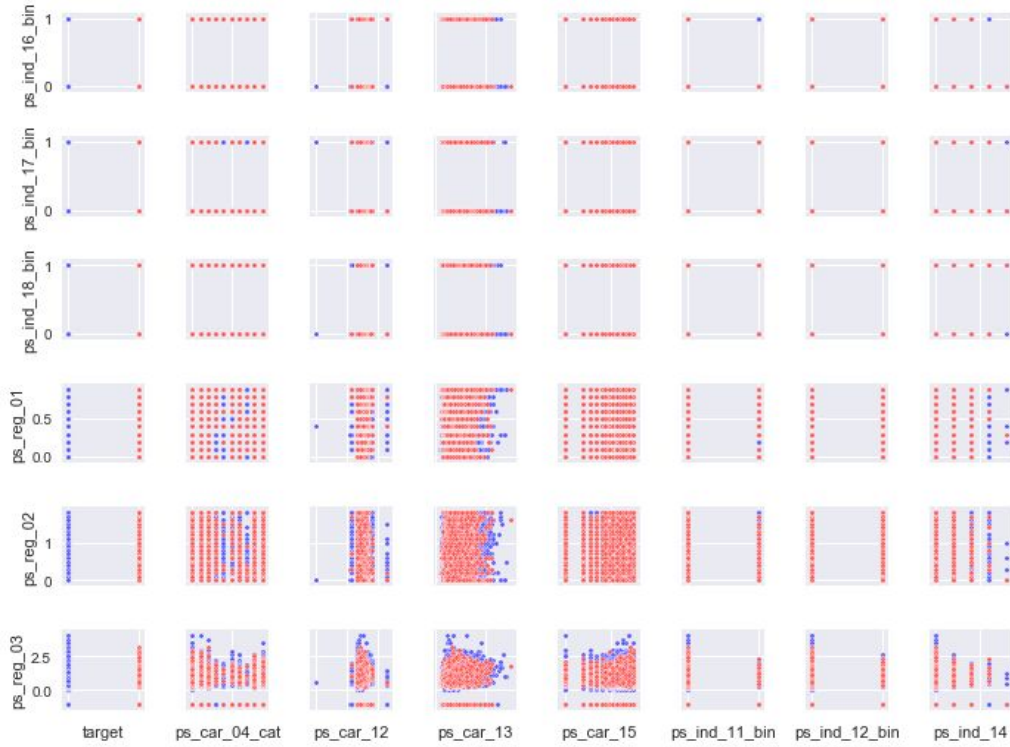 ps_ind_16_bin
1
0
ps_ind_17_bin
1
0
ps_ind_18_bin
1
0
ps_reg_01
0.5
0.0
ps_reg_02
1
0
ps_reg_03
2.5
0.0
target ps_car_04_cat ps_car_12 ps_car_13 ps_car_15 ps_ind_11_bin ps_ind_12_bin ps_ind_14